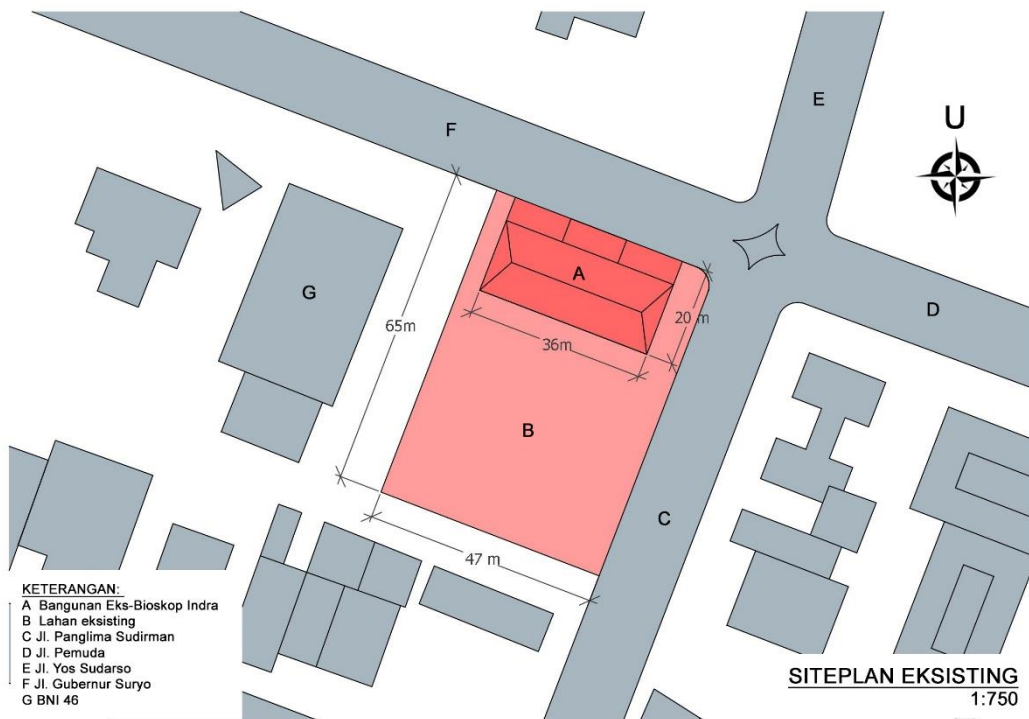 E
U
F
A
G
20 m
D
65m
36m
B
C
47 m
KETERANGAN:
A Bangunan Eks-Bioskop Indra
B Lahan eksisting
C Jl. Panglima Sudirman
D Jl. Pemuda
E Jl. Yos Sudarso
F Jl. Gubernur Suryo
G BNI 46
SITEPLAN EKSISTING
1:750